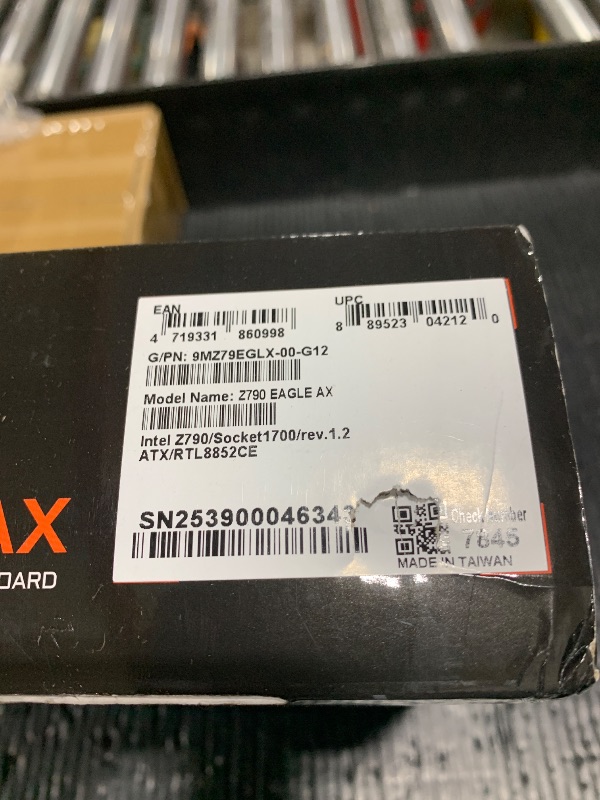 EAN
UPC
4 719331 860998
8 89523 04212 0
G/PN: 9MZ79EGLX-00-G12
Model Name: Z790 EAGLE AX
Intel Z790/Socket1700/rev.1.2
ATX/RTL8852CE
SN253900046343
Check number
7645
MADE IN TAIWAN
AX
OARD